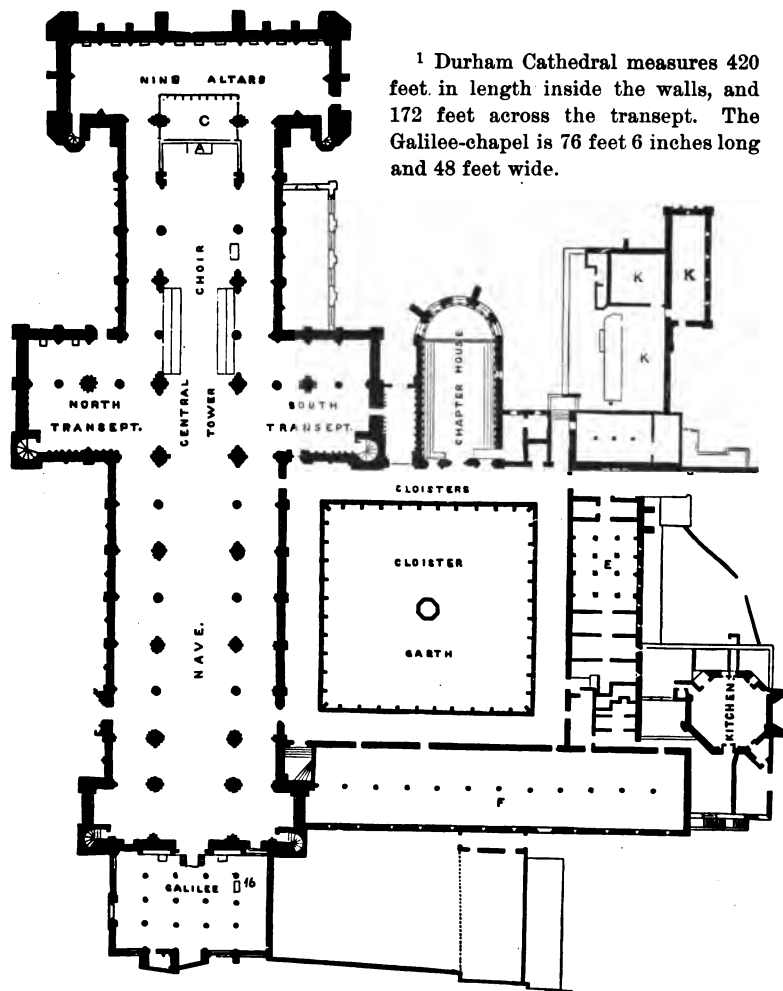 ¹ Durham Cathedral measures 420
feet in length inside the walls, and
172 feet across the transept. The
Galilee-chapel is 76 feet 6 inches long
and 48 feet wide.
NINE ALTARS
C
A
CHOIR
K
K
K
CHAPTER HOUSE
NORTH
TRANSEPT.
CENTRAL
TOWER
SOUTH
TRANSEPT.
CLOISTERS
CLOISTER
GARTH
E
NAVE.
KITCHEN
F
GALILEE
16